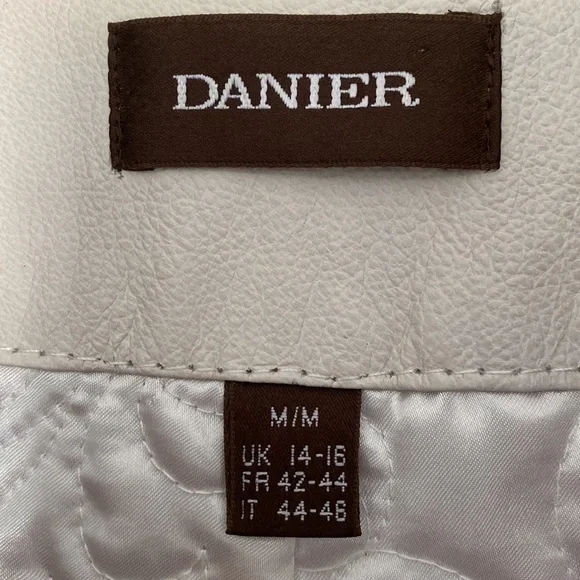 DANIER
M/M
UK 14-16
FR 42-44
IT 44-46